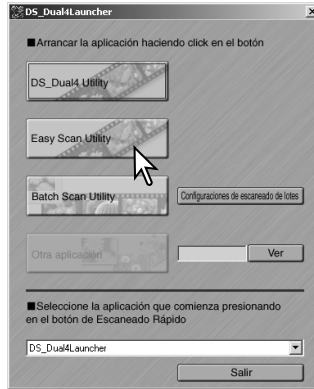 DS_Dual4Launcher
■Arrancar la aplicación haciendo click en el botón
DS_Dual4 Utility
Easy Scan Utility
Batch Scan Utility
Configuraciones de escaneado de lotes
Otra aplicación
Ver
■Seleccione la aplicación que comienza presionando
en el botón de Escaneado Rápido
DS_Dual4Launcher
Salir